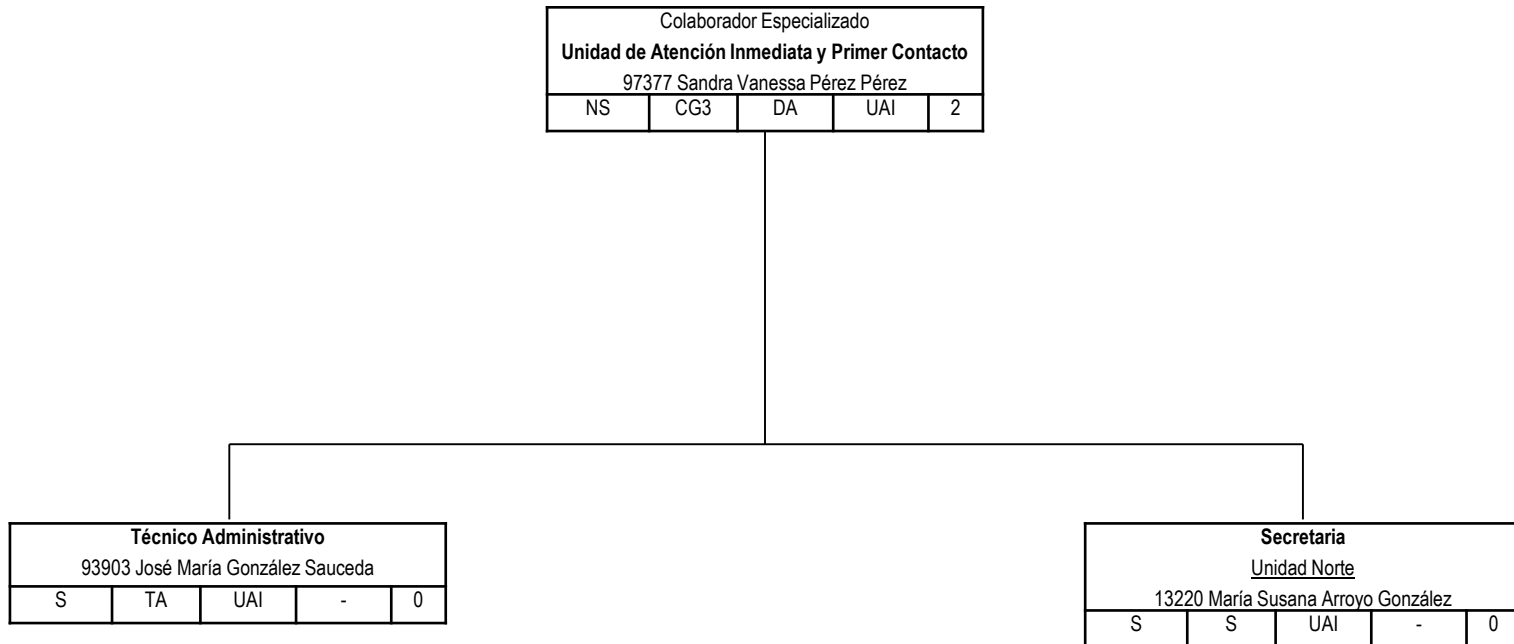 Colaborador Especializado
Unidad de Atención Inmediata y Primer Contacto
97377 Sandra Vanessa Pérez Pérez
NS CG3 DA UAI 2
Técnico Administrativo
93903 José María González Sauceda
S TA UAI - 0
Secretaria
Unidad Norte
13220 María Susana Arroyo González
S S UAI - 0